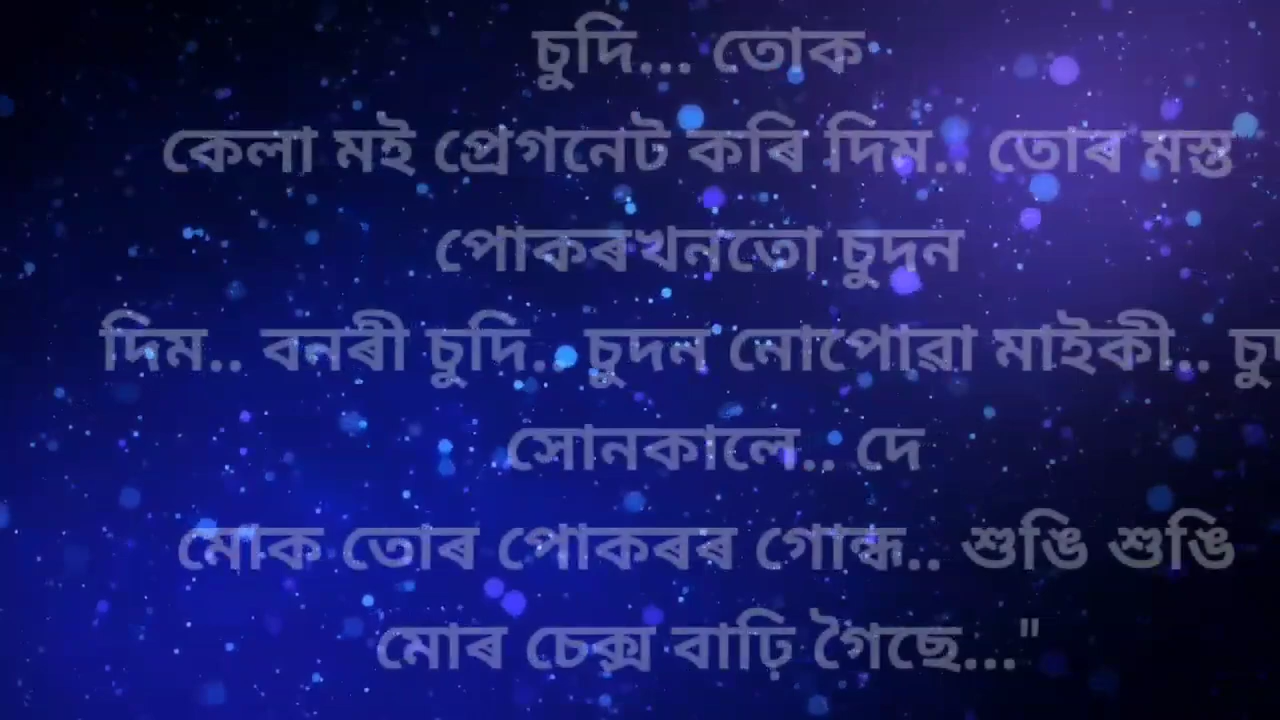 চুদি... তোক
কেলা মই প্ৰেগনেট কৰি দিম.. তোৰ মস্ত
পোকৰখনতো চুদন
দিম.. বনৰী চুদি.. চুদন নোপোৱা মাইকী..
সোনকালে.. দে
মোক তোৰ পোকৰৰ গোন্ধ.. শুঙি শুঙি
মোৰ চেক্স বাঢ়ি গৈছে..."